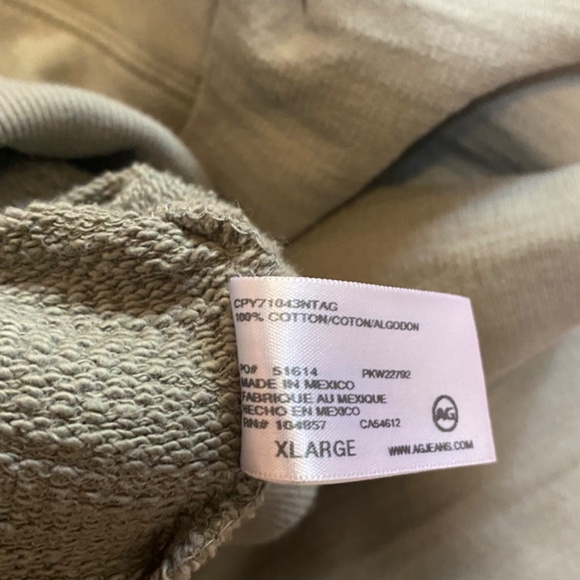 CPY71043NTAG
100% COTTON/COTON/ALGODON
PO# 51614 PKW22792
MADE IN MEXICO
FABRIQUE AU MEXIQUE
HECHO EN MEXICO
RN# 104857 CA54612
AG
XLARGE WWW.AGJEANS.COM